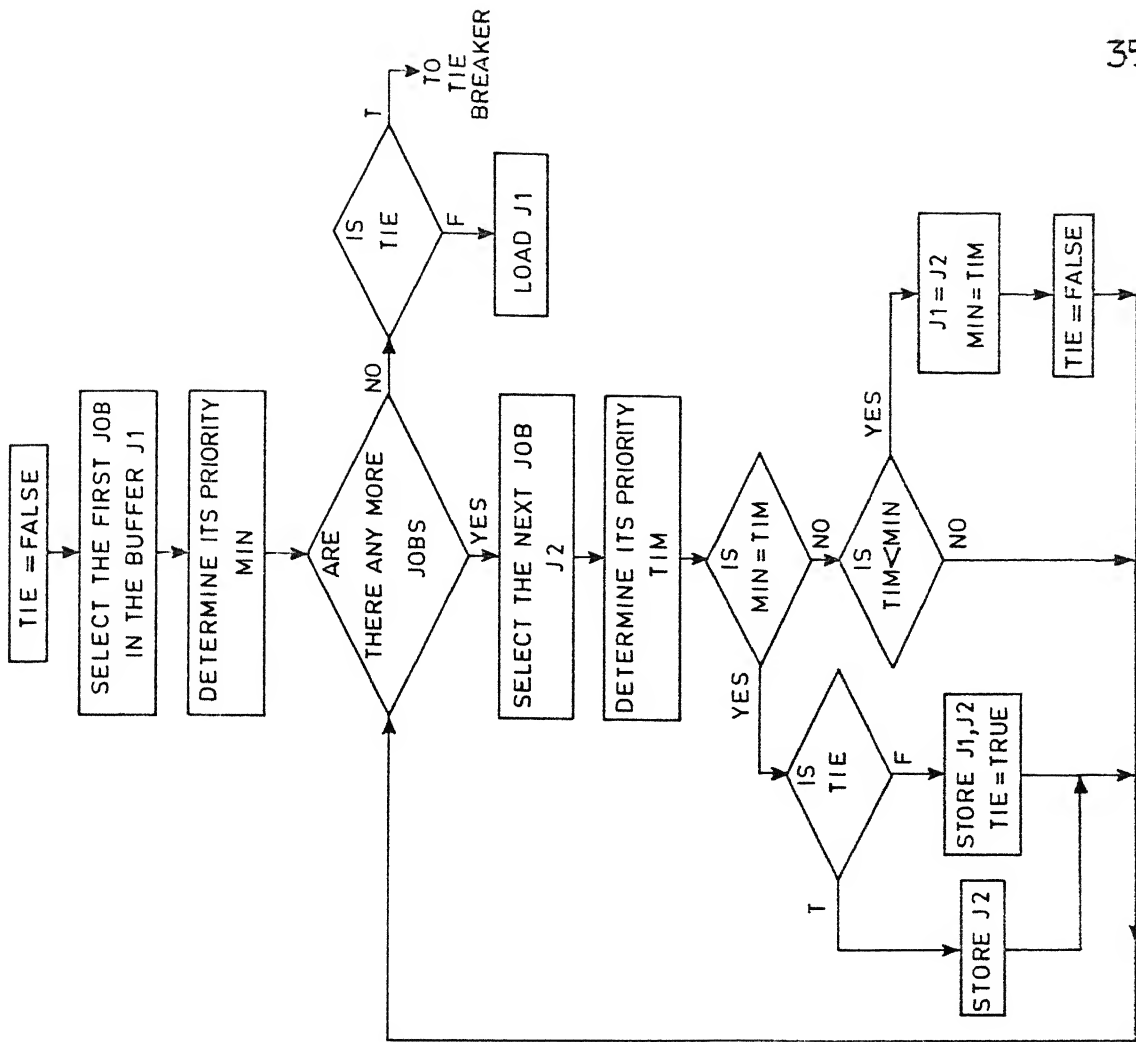 TIE = FALSE
SELECT THE FIRST JOB
IN THE BUFFER J1
DETERMINE ITS PRIORITY
MIN
ARE
THERE ANY MORE
JOBS
NO
YES
IS
TIE
T
TO
TIE
BREAKER
F
LOAD J1
SELECT THE NEXT JOB
J2
DETERMINE ITS PRIORITY
TIM
IS
MIN=TIM
YES
NO
IS
TIE
T
F
STORE J2
STORE J1,J2
TIE=TRUE
IS
TIM<MIN
YES
NO
J1=J2
MIN=TIM
TIE=FALSE